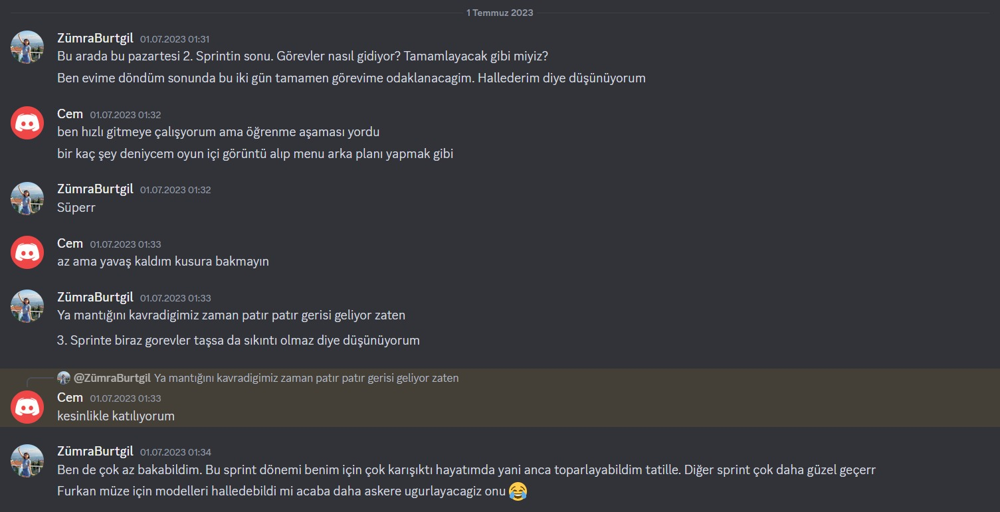 1 Temmuz 2023
ZümraBurtgil 01.07.2023 01:31
Bu arada bu pazartesi 2. Sprintin sonu. Görevler nasıl gidiyor? Tamamlayacak gibi miyiz?
Ben evime döndüm sonunda bu iki gün tamamen görevime odaklanacagim. Hallederim diye düşünüyorum
Cem 01.07.2023 01:32
ben hızlı gitmeye çalışyorum ama öğrenme aşaması yordu
bir kaç şey deniycem oyun içi görüntü alıp menu arka planı yapmak gibi
ZümraBurtgil 01.07.2023 01:32
Süperr
Cem 01.07.2023 01:33
az ama yavaş kaldım kusura bakmayın
ZümraBurtgil 01.07.2023 01:33
Ya mantığını kavradigimiz zaman patır patır gerisi geliyor zaten
3. Sprinte biraz gorevler taşsa da sıkıntı olmaz diye düşünüyorum
@ZümraBurtgil Ya mantığını kavradigimiz zaman patır patır gerisi geliyor zaten
Cem 01.07.2023 01:33
kesinlikle katılıyorum
ZümraBurtgil 01.07.2023 01:34
Ben de çok az bakabildim. Bu sprint dönemi benim için çok karışıktı hayatımda yani anca toparlayabildim tatille. Diğer sprint çok daha güzel geçerr
Furkan müze için modelleri halledebildi mi acaba daha askere ugurlayacagiz onu 😂